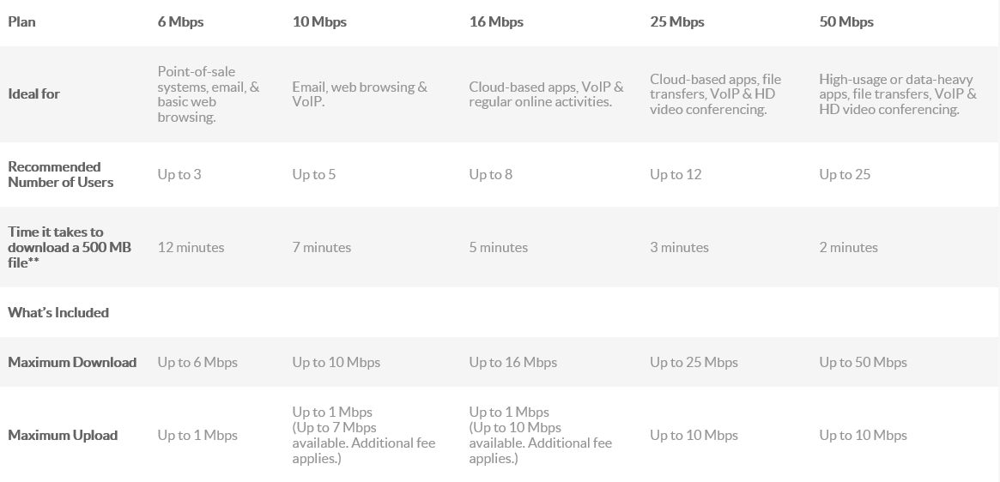 Plan 6 Mbps 10 Mbps 16 Mbps 25 Mbps 50 Mbps
Ideal for
Point-of-sale
systems, email, &
basic web
browsing.
Email, web browsing &
VoIP.
Cloud-based apps, VoIP &
regular online activities.
Cloud-based apps, file
transfers, VoIP & HD
video conferencing.
High-usage or data-heavy
apps, file transfers, VoIP &
HD video conferencing.
Recommended
Number of Users
Up to 3 Up to 5 Up to 8 Up to 12 Up to 25
Time it takes to
download a 500 MB
file**
12 minutes 7 minutes 5 minutes 3 minutes 2 minutes
What's Included
Maximum Download Up to 6 Mbps Up to 10 Mbps Up to 16 Mbps Up to 25 Mbps Up to 50 Mbps
Maximum Upload
Up to 1 Mbps
Up to 1 Mbps
(Up to 7 Mbps
available. Additional fee
applies.)
Up to 1 Mbps
(Up to 10 Mbps
available. Additional fee
applies.)
Up to 10 Mbps
Up to 10 Mbps